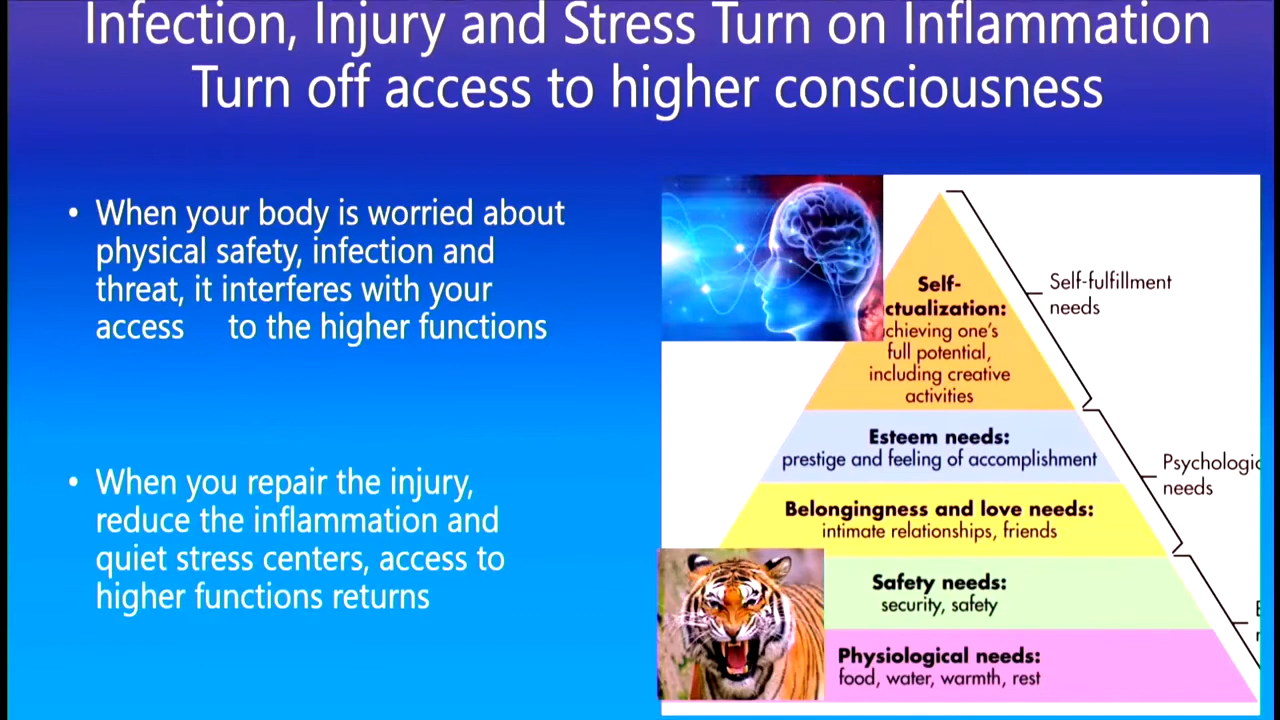 Infection, Injury and Stress Turn on Inflammation
Turn off access to higher consciousness
• When your body is worried about
physical safety, infection and
threat, it interferes with your
access to the higher functions
• When you repair the injury,
reduce the inflammation and
quiet stress centers, access to
higher functions returns
Self-
ctualization:
chieving one's
full potential,
including creative
activities
Self-fulfillment
needs
Esteem needs:
prestige and feeling of accomplishment
Psychologic
needs
Belongingness and love needs:
intimate relationships, friends
Safety needs:
security, safety
Physiological needs:
food, water, warmth, rest